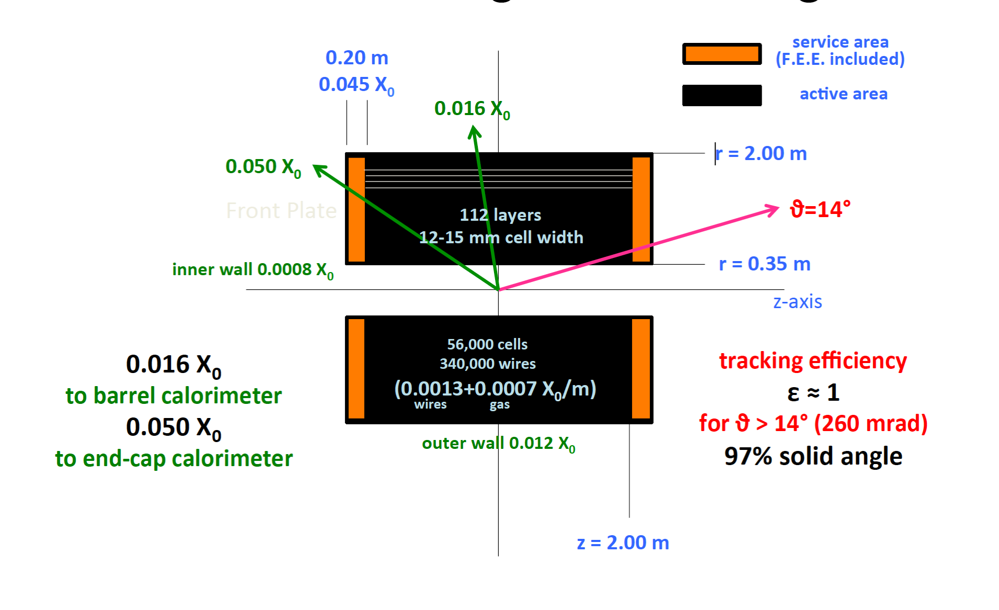 service area
(F.E.E. included)
active area
0.20 m
0.045 X₀
0.016 X₀
r = 2.00 m
0.050 X₀
Front Plate
ϑ=14°
112 layers
12-15 mm cell width
r = 0.35 m
inner wall 0.0008 X₀
z-axis
56,000 cells
340,000 wires
(0.0013+0.0007 X₀/m)
wires gas
outer wall 0.012 X₀
0.016 X₀
to barrel calorimeter
0.050 X₀
to end-cap calorimeter
tracking efficiency
ε ≈ 1
for ϑ > 14° (260 mrad)
97% solid angle
z = 2.00 m